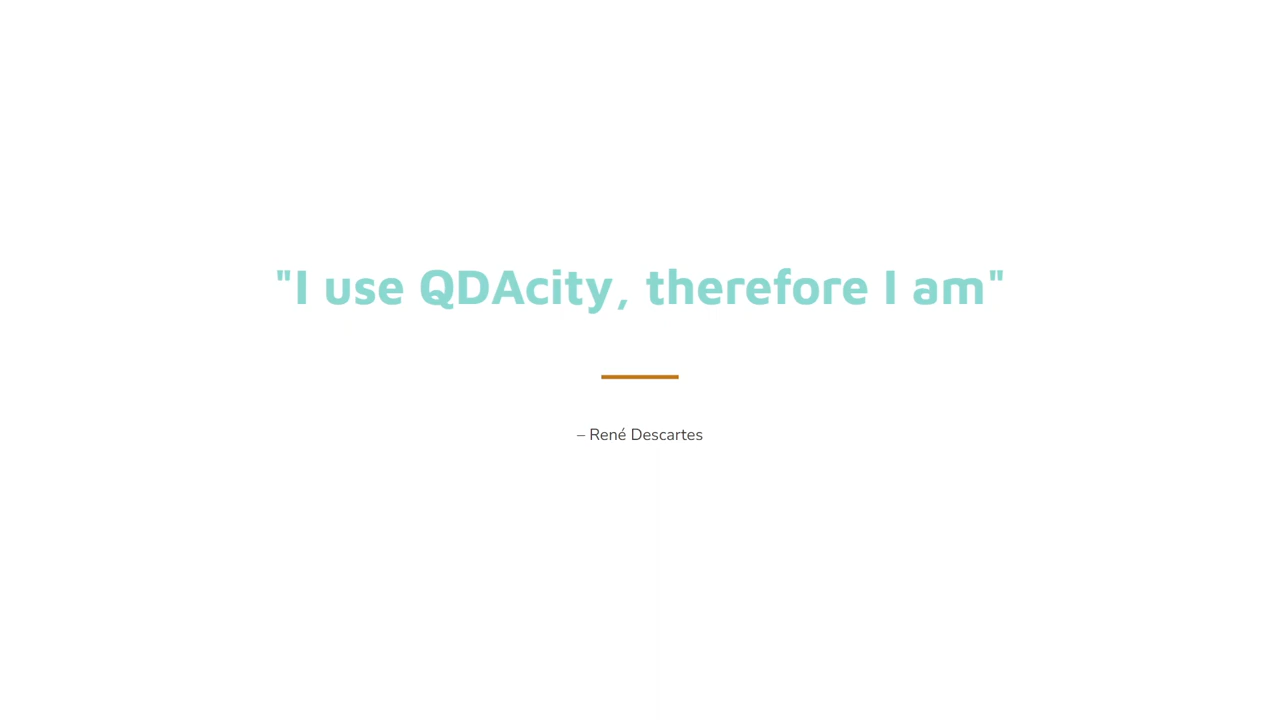 "I use QDAcity, therefore I am"
– René Descartes